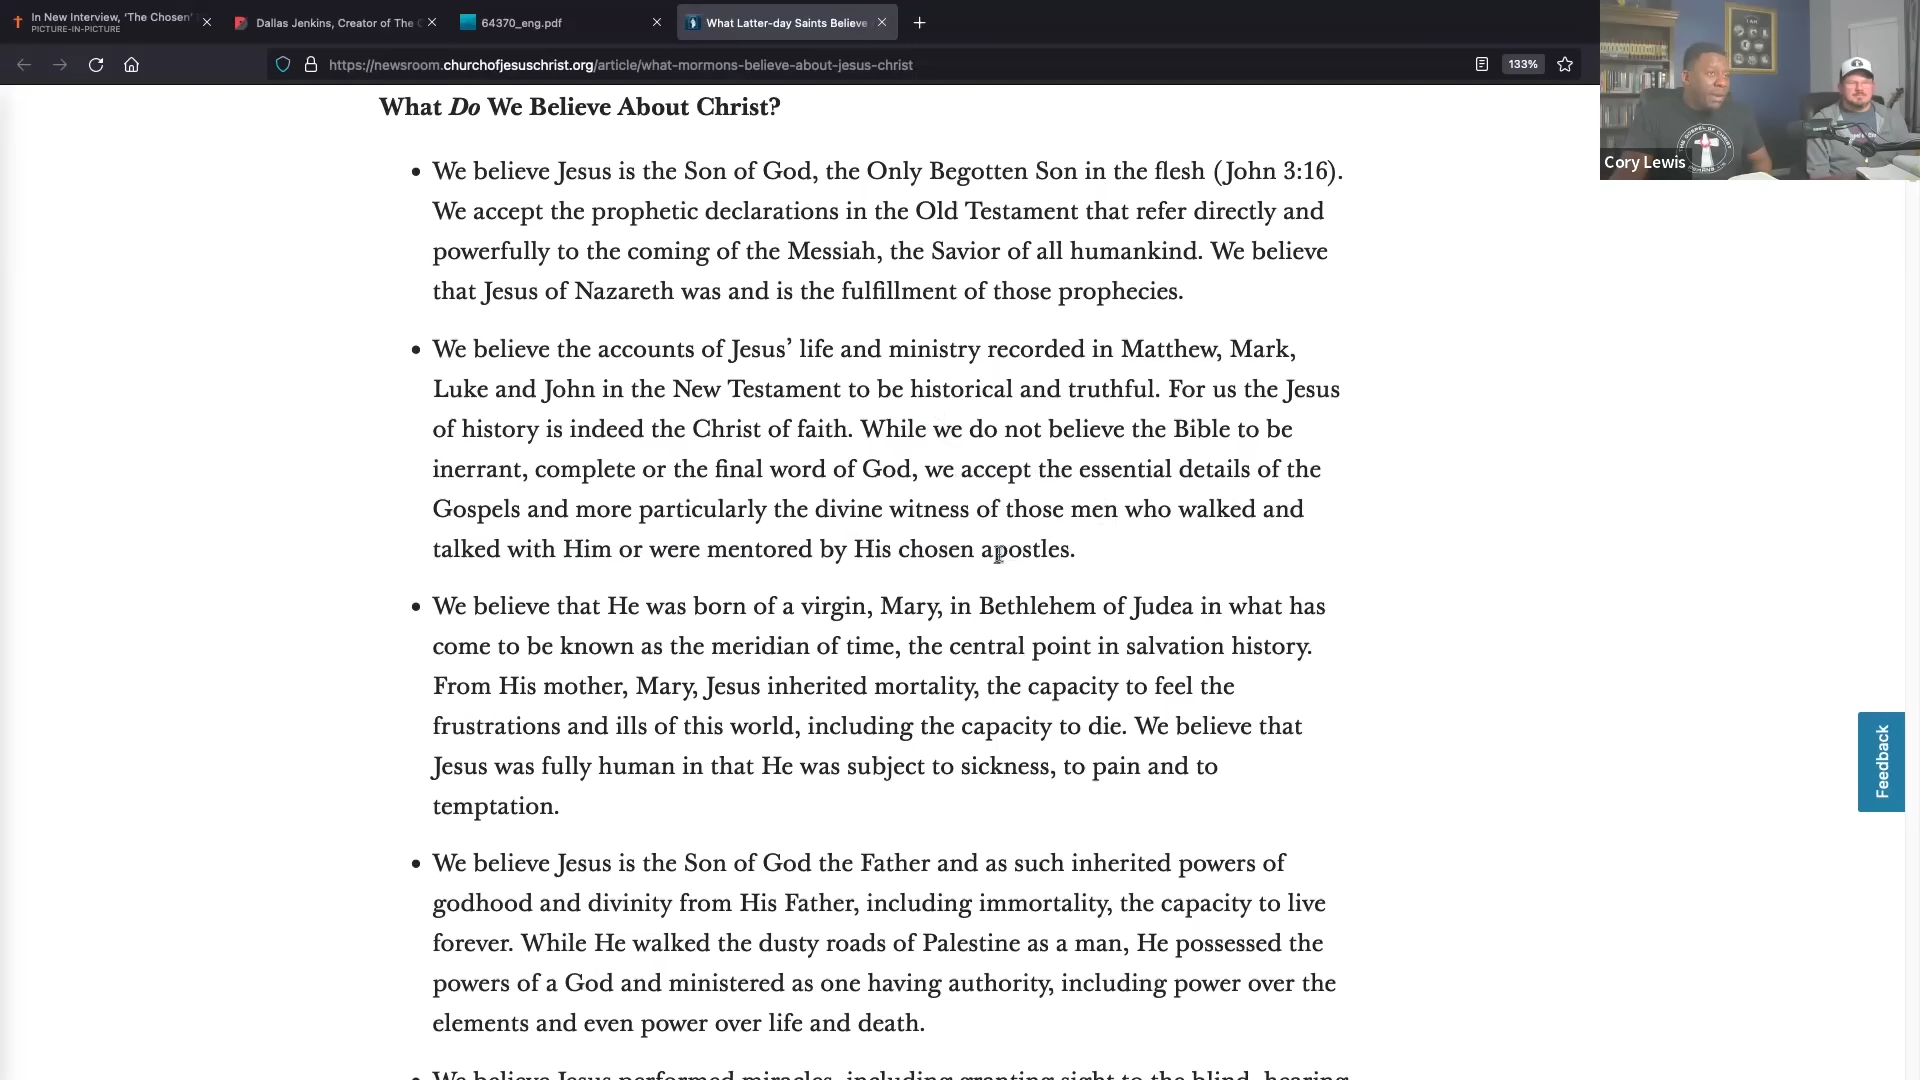 In New Interview, 'The Chosen'
PICTURE-IN-PICTURE
Dallas Jenkins, Creator of The C
64370_eng.pdf
What Latter-day Saints Believe
https://newsroom.churchofjesuschrist.org/article/what-mormons-believe-about-jesus-christ
133%
Cory Lewis
What Do We Believe About Christ?
• We believe Jesus is the Son of God, the Only Begotten Son in the flesh (John 3:16).
We accept the prophetic declarations in the Old Testament that refer directly and
powerfully to the coming of the Messiah, the Savior of all humankind. We believe
that Jesus of Nazareth was and is the fulfillment of those prophecies.
• We believe the accounts of Jesus’ life and ministry recorded in Matthew, Mark,
Luke and John in the New Testament to be historical and truthful. For us the Jesus
of history is indeed the Christ of faith. While we do not believe the Bible to be
inerrant, complete or the final word of God, we accept the essential details of the
Gospels and more particularly the divine witness of those men who walked and
talked with Him or were mentored by His chosen apostles.
• We believe that He was born of a virgin, Mary, in Bethlehem of Judea in what has
come to be known as the meridian of time, the central point in salvation history.
From His mother, Mary, Jesus inherited mortality, the capacity to feel the
frustrations and ills of this world, including the capacity to die. We believe that
Jesus was fully human in that He was subject to sickness, to pain and to
temptation.
• We believe Jesus is the Son of God the Father and as such inherited powers of
godhood and divinity from His Father, including immortality, the capacity to live
forever. While He walked the dusty roads of Palestine as a man, He possessed the
powers of a God and ministered as one having authority, including power over the
elements and even power over life and death.
• We believe Jesus performed miracles, including granting sight to the blind, hearing
Feedback